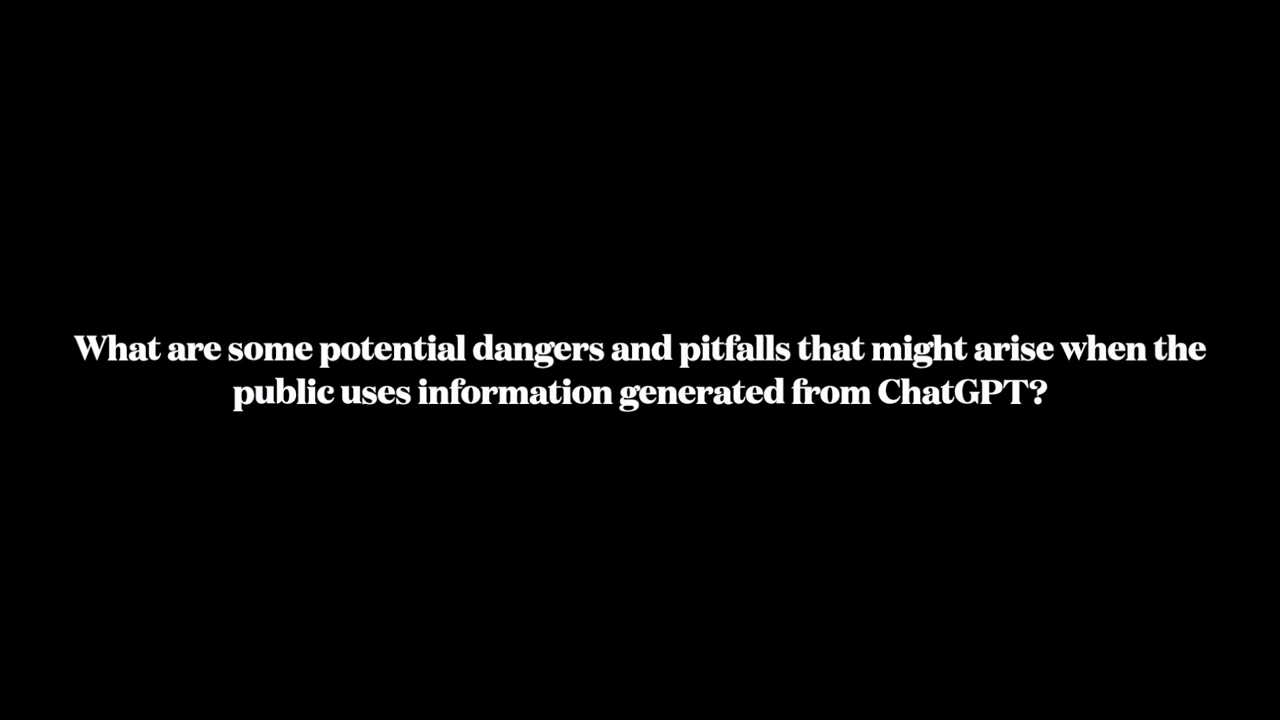 What are some potential dangers and pitfalls that might arise when the
public uses information generated from ChatGPT?